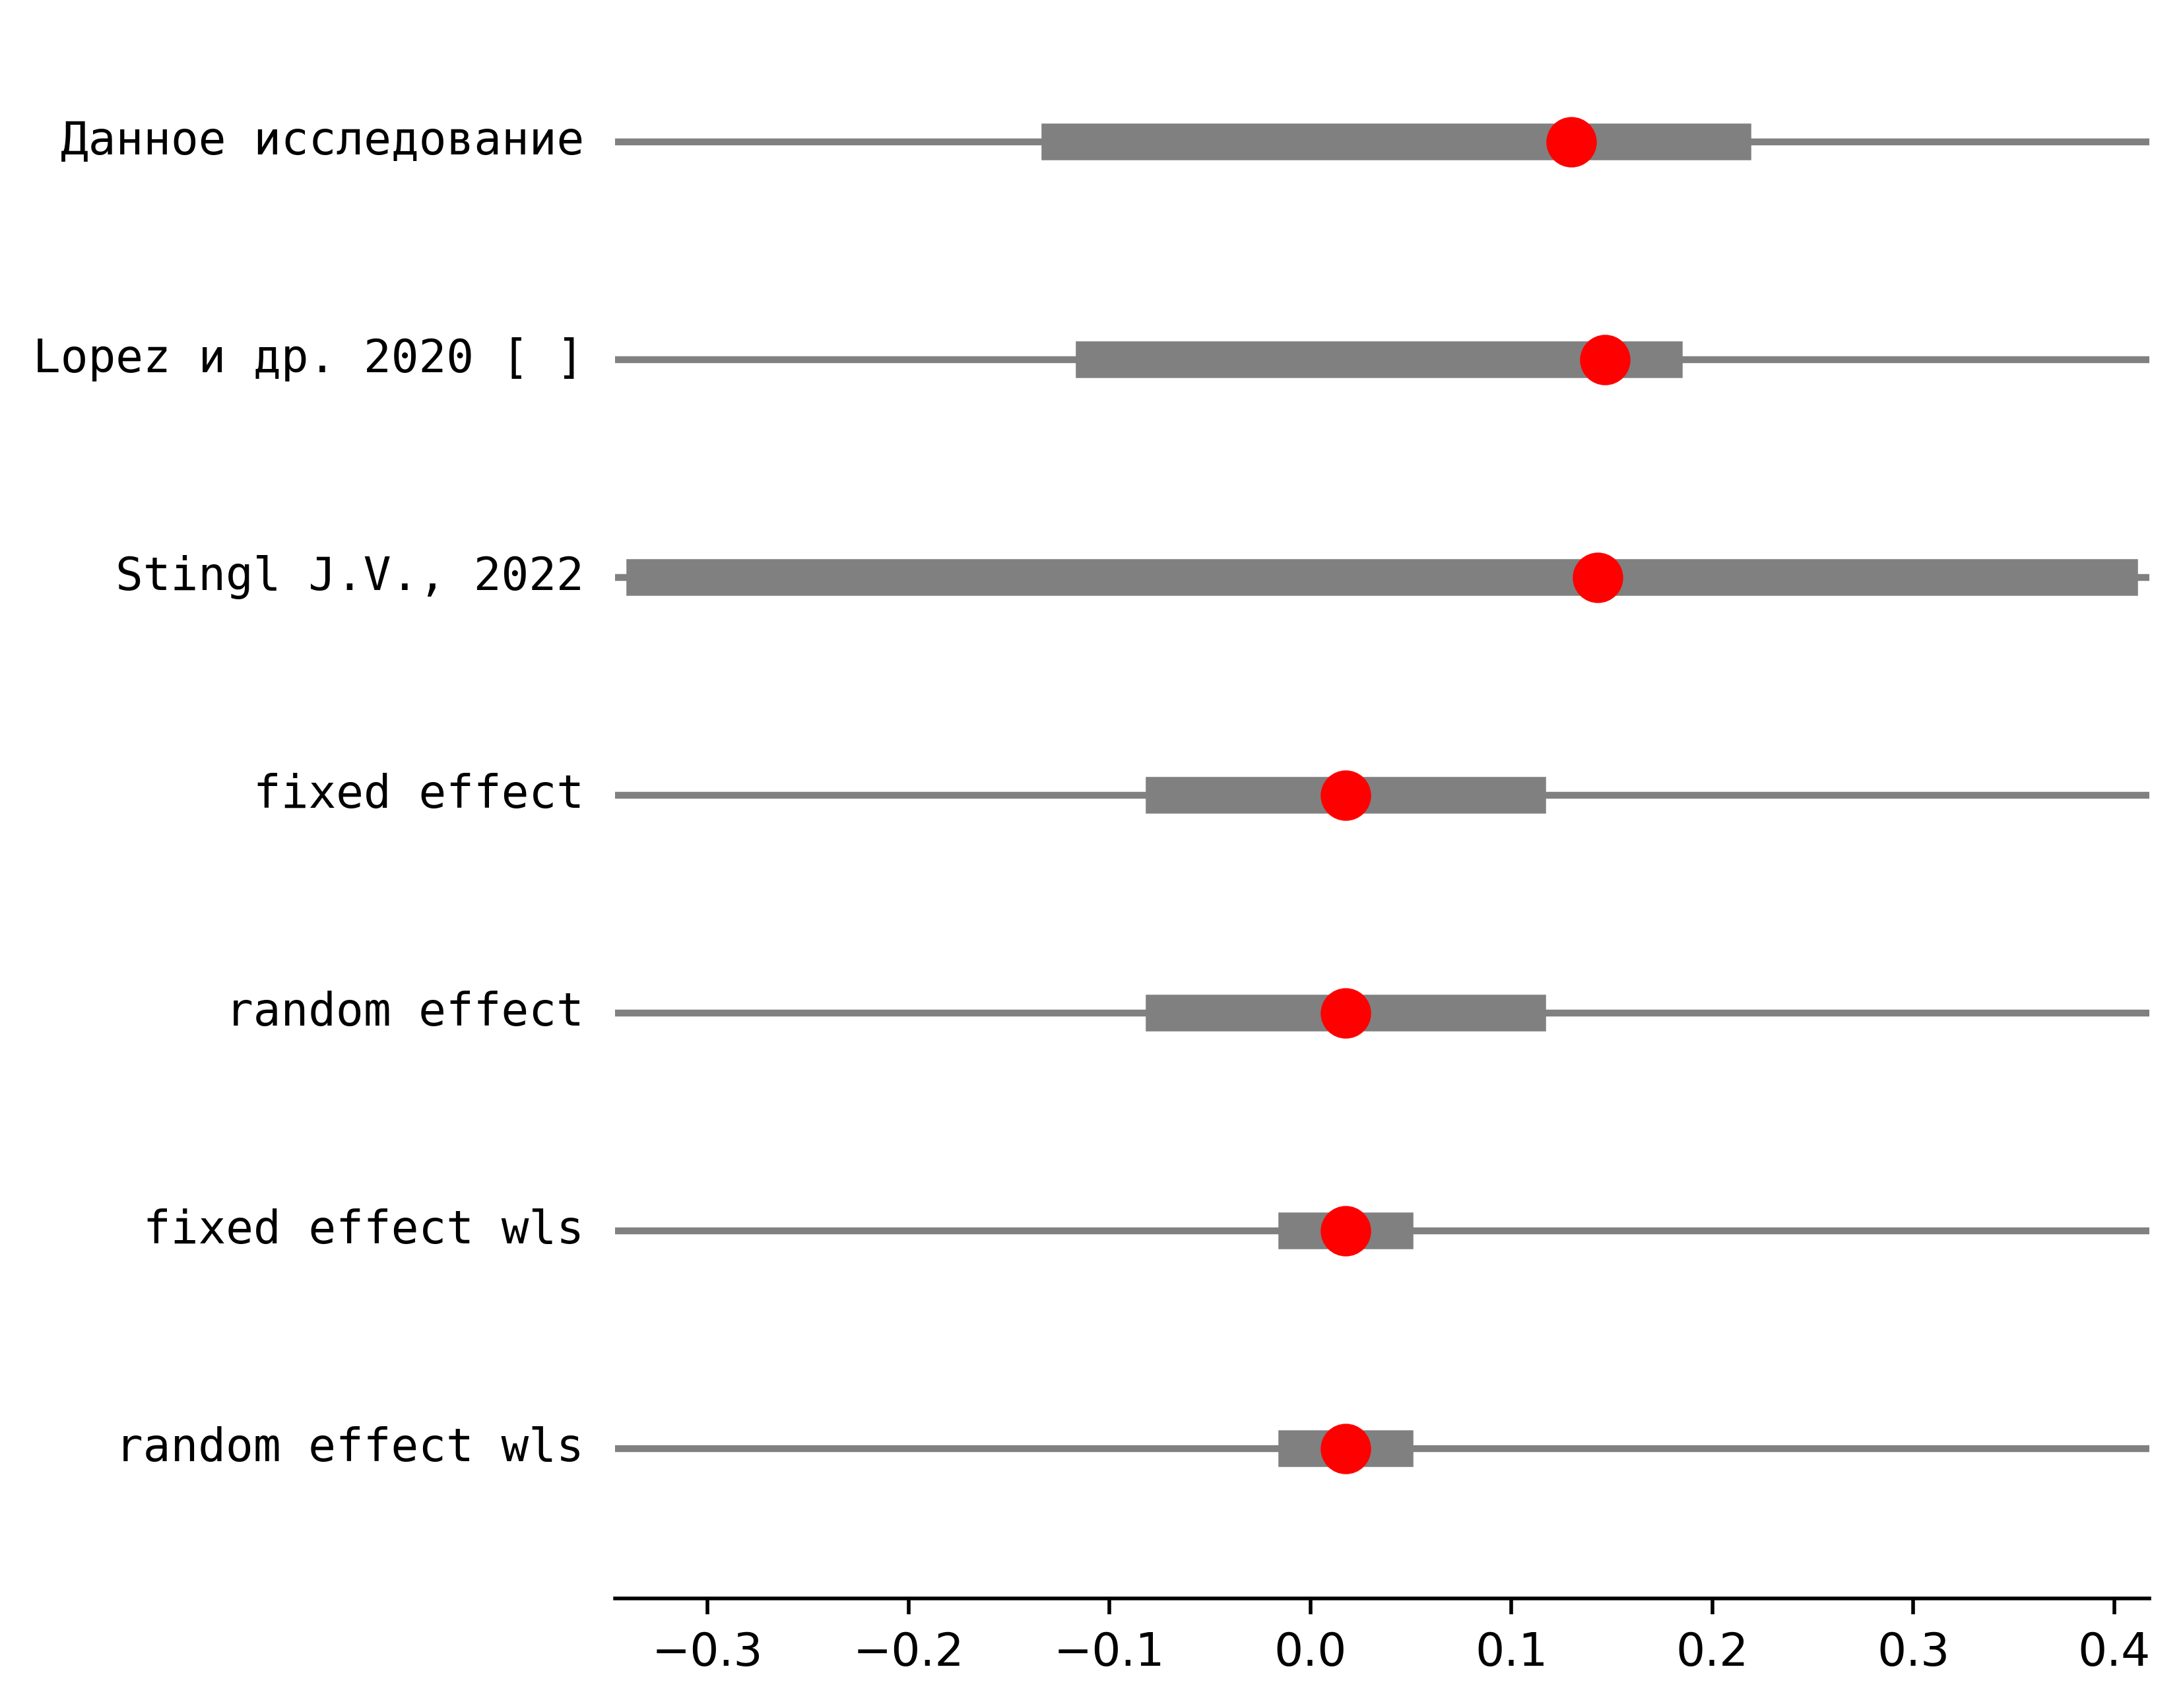 Данное исследование
Lopez и др. 2020 [ ]
Stingl J.V., 2022
fixed effect
random effect
fixed effect wls
random effect wls
−0.3 −0.2 −0.1 0.0 0.1 0.2 0.3 0.4